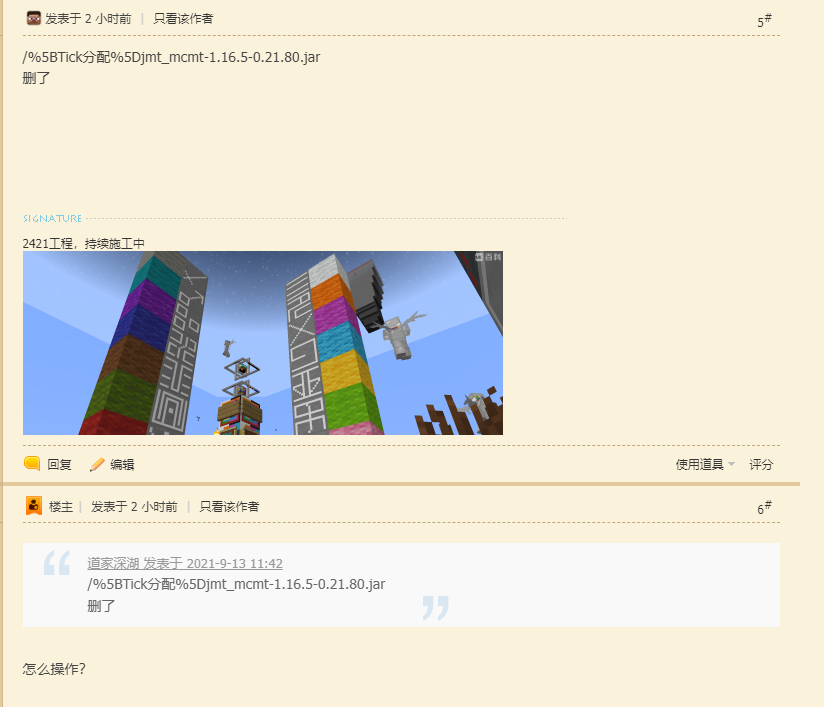 发表于 2 小时前 | 只看该作者
5#
/%5BTick分配%5Djmt_mcmt-1.16.5-0.21.80.jar
删了
SIGNATURE
2421工程，持续施工中
百科
回复 编辑
使用道具 评分
楼主 | 发表于 2 小时前 | 只看该作者
6#
道家深湖 发表于 2021-9-13 11:42
/%5BTick分配%5Djmt_mcmt-1.16.5-0.21.80.jar
删了
怎么操作?